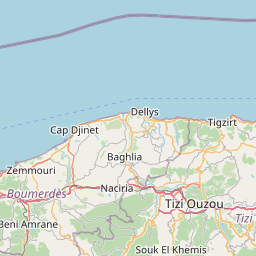 Dellys
Tigzirt
Cap Djinet
Baghlia
Zemmouri
Naciria
Boumerdès
Tizi Ouzou
Beni Amrane
Tizi
Souk El Khemis